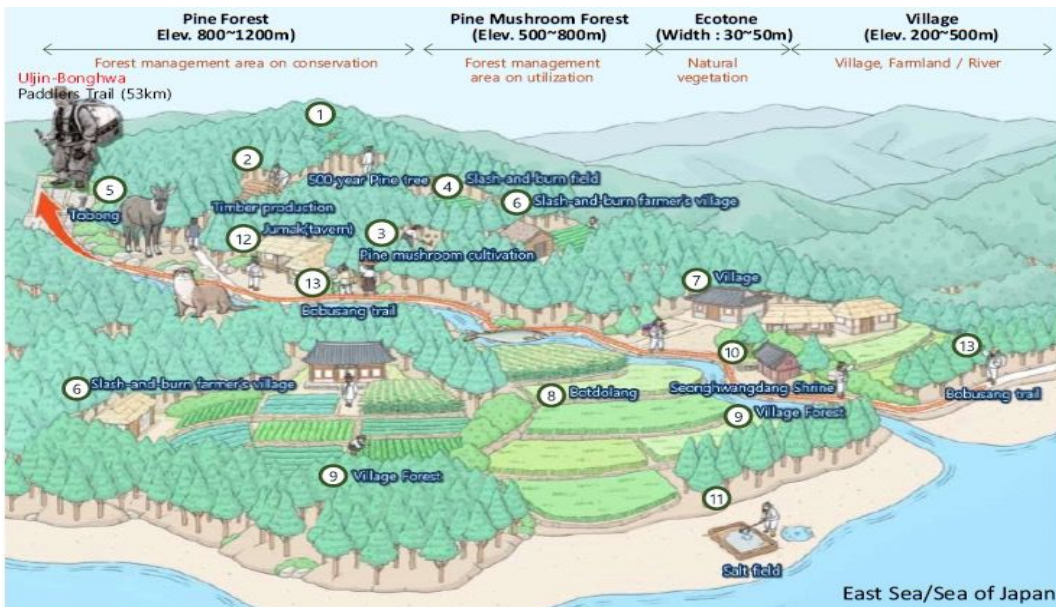 Pine Forest
Elev. 800~1200m)
Pine Mushroom Forest
(Elev. 500~800m)
Ecotone
(Width : 30~50m)
Village
(Elev. 200~500m)
Forest management area on conservation
Forest management
area on utilization
Natural
vegetation
Village, Farmland / River
Uljin-Bonghwa
Paddlers Trail (53km)
1
2
500-year Pine tree
4 Slash-and-burn field
5
Tobong
Timber production
6 Slash-and-burn farmer's village
12 Jumak(tavern)
3
Pine mushroom cultivation
13
Bobusang trail
7 Village
10
Seonghwangdang Shrine
13
Bobusang trail
6 Slash-and-burn farmer's village
8 Botdolang
9 Village Forest
9 Village Forest
11
Salt field
East Sea/Sea of Japan